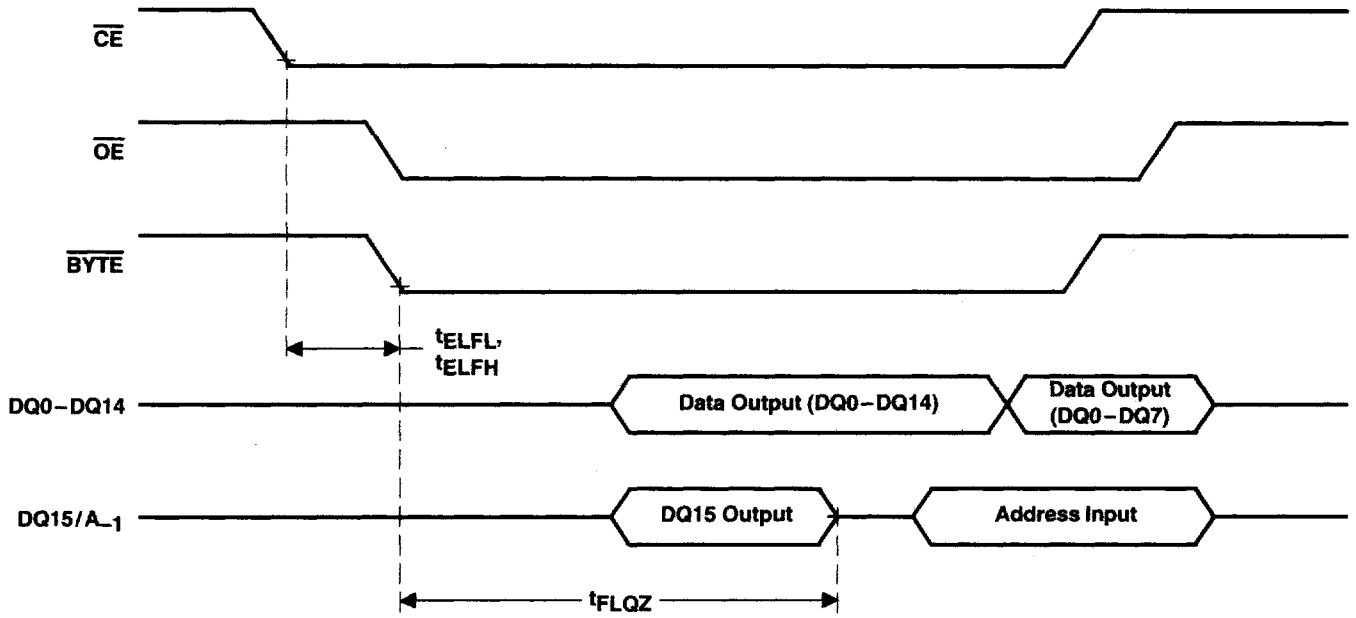 CE
OE
BYTE
tELFL,
tELFH
DQ0–DQ14
Data Output (DQ0–DQ14)
Data Output
(DQ0–DQ7)
DQ15/A–1
DQ15 Output
Address Input
tFLQZ